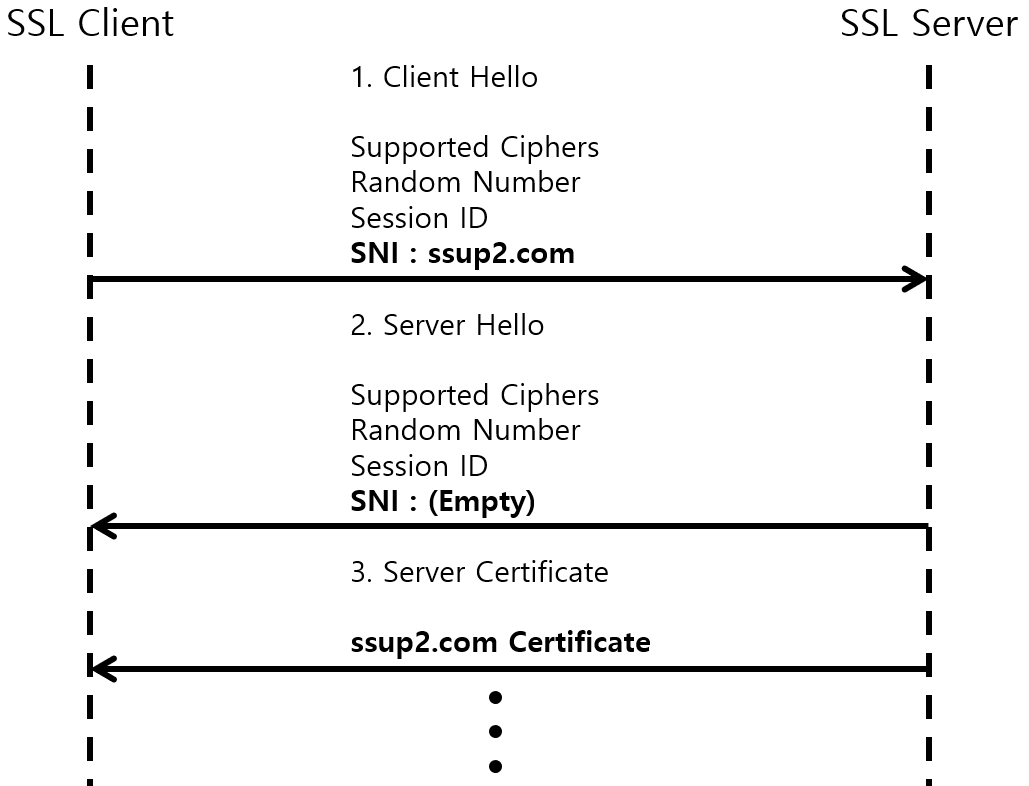 SSL Client
SSL Server
1. Client Hello
Supported Ciphers
Random Number
Session ID
SNI : ssup2.com
2. Server Hello
Supported Ciphers
Random Number
Session ID
SNI : (Empty)
3. Server Certificate
ssup2.com Certificate